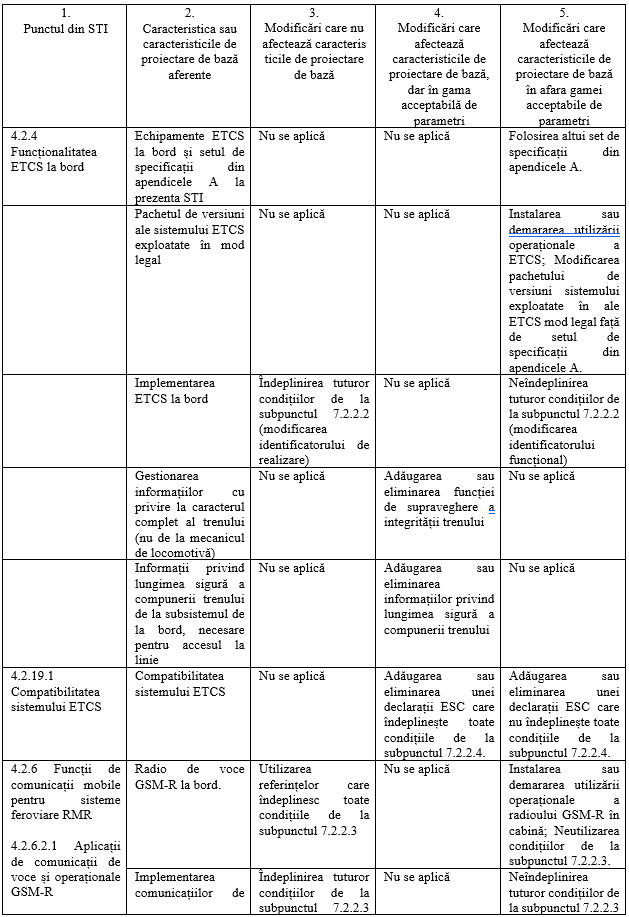 1.
Punctul din STI
2.
Caracteristica sau
caracteristicile de
proiectare de bază
aferente
3.
Modificări care nu
afectează caracteris
ticile de proiectare
de bază
4.
Modificări care
afectează
caracteristicile de
proiectare de bază,
dar în gama
acceptabilă de
parametri
5.
Modificări care
afectează
caracteristicile de
proiectare de bază
în afara gamei
acceptabile de
parametri
4.2.4
Funcționalitatea
ETCS la bord
Echipamente ETCS
la bord și setul de
specificații din
apendicele A la
prezenta STI
Nu se aplică
Nu se aplică
Folosirea altui set de
specificații din
apendicele A.
Pachetul de versiuni
ale sistemului ETCS
exploatate în mod
legal
Nu se aplică
Nu se aplică
Instalarea sau
demararea utilizării
operaționale a
ETCS; Modificarea
pachetului de
versiuni sistemului
exploatate în ale
ETCS mod legal față
de setul de
specificații din
apendicele A.
Implementarea
ETCS la bord
Îndeplinirea tuturor
condițiilor de la
subpunctul 7.2.2.2
(modificarea
identificatorului de
realizare)
Nu se aplică
Neîndeplinirea
tuturor condițiilor de
la subpunctul 7.2.2.2
(modificarea
identificatorului
funcțional)
Gestionarea
informațiilor cu
privire la caracterul
complet al trenului
(nu de la mecanicul
de locomotivă)
Nu se aplică
Adăugarea sau
eliminarea funcției
de supraveghere a
integrității trenului
Nu se aplică
Informații privind
lungimea sigură a
compunerii trenului
de la subsistemul de
la bord, necesare
pentru accesul la
linie
Nu se aplică
Adăugarea sau
eliminarea
informațiilor privind
lungimea sigură a
compunerii trenului
Nu se aplică
4.2.19.1
Compatibilitatea
sistemului ETCS
Compatibilitatea
sistemului ETCS
Nu se aplică
Adăugarea sau
eliminarea unei
declarații ESC care
îndeplinește toate
condițiile de la
subpunctul 7.2.2.4.
Adăugarea sau
eliminarea unei
declarații ESC care
nu îndeplinește toate
condițiile de la
subpunctul 7.2.2.4.
4.2.6 Funcții de
comunicații mobile
pentru sisteme
feroviare RMR
4.2.6.2.1 Aplicații
de comunicații de
voce și operaționale
GSM-R
Radio de voce
GSM-R la bord.
Utilizarea
referințelor care
îndeplinesc toate
condițiile de la
subpunctul 7.2.2.3
Nu se aplică
Instalarea sau
demararea utilizării
operaționale a
radioului GSM-R în
cabină; Neutilizarea
condițiilor de la
subpunctul 7.2.2.3.
Implementarea
comunicațiilor de
Îndeplinirea tuturor
condițiilor de la
subpunctul 7.2.2.3
Nu se aplică
Neîndeplinirea
tuturor condițiilor de
la subpunctul 7.2.2.3